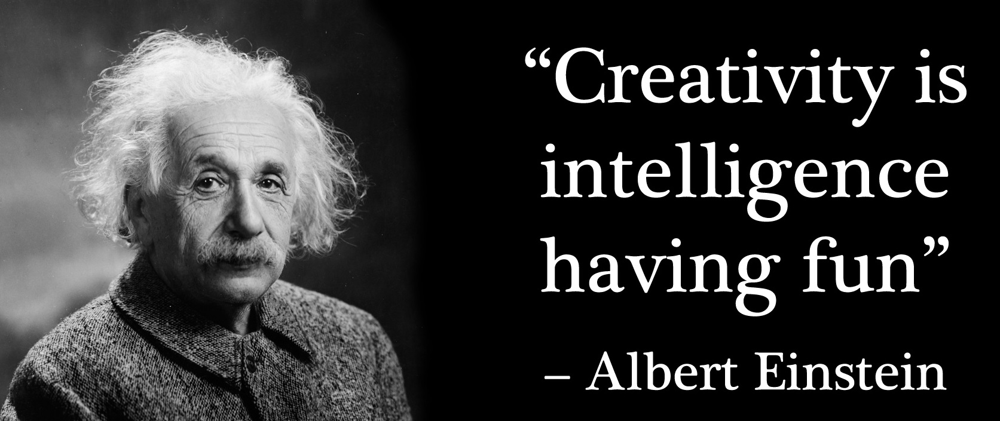 “Creativity is
intelligence
having fun”
– Albert Einstein